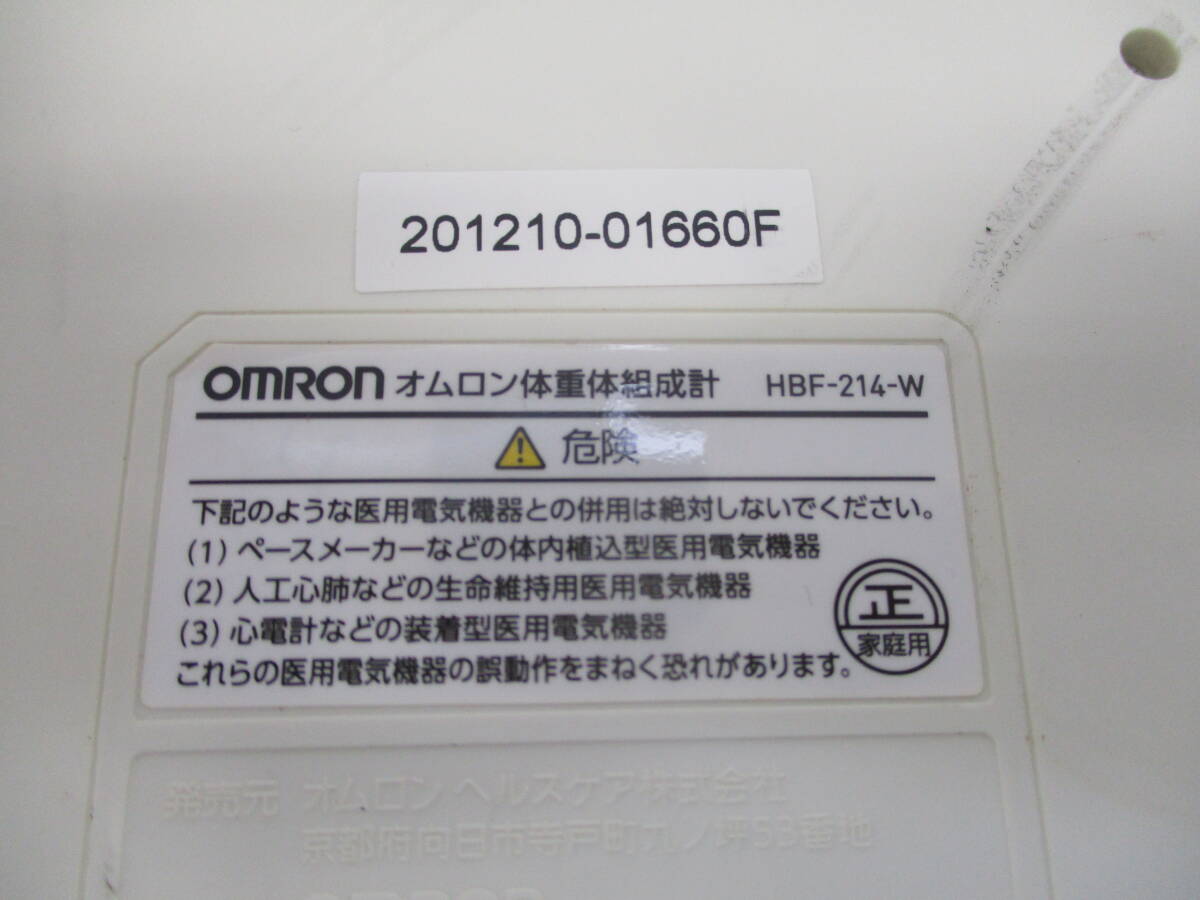 201210-01660F
OMRON オムロン体重体組成計 HBF-214-W
危険
下記のような医用電気機器との併用は絶対しないでください。
(1) ペースメーカーなどの体内植込型医用電気機器
(2) 人工心肺などの生命維持用医用電気機器
(3) 心電計などの装着型医用電気機器
これらの医用電気機器の誤動作をまねく恐れがあります。
正
家庭用
発売元 オムロン ヘルスケア株式会社
京都府向日市寺戸町九ノ坪53番地